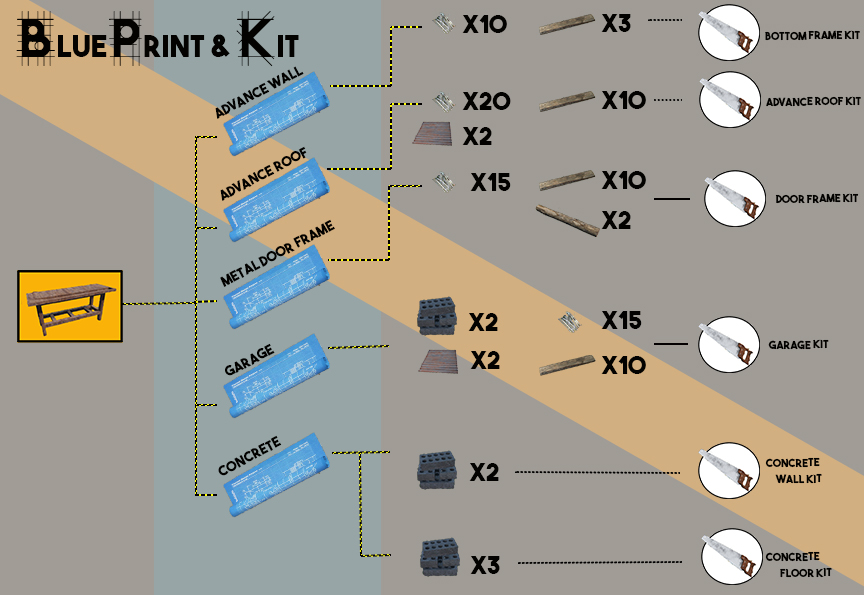 BLUE PRINT & KIT
ADVANCE WALL
X10 X3 BOTTOM FRAME KIT
ADVANCE ROOF
X20 X10 ADVANCE ROOF KIT
X2
METAL DOOR FRAME
X15 X10 DOOR FRAME KIT
X2
GARAGE
X2 X15 GARAGE KIT
X2 X10
CONCRETE
X2 CONCRETE
WALL KIT
X3 CONCRETE
FLOOR KIT